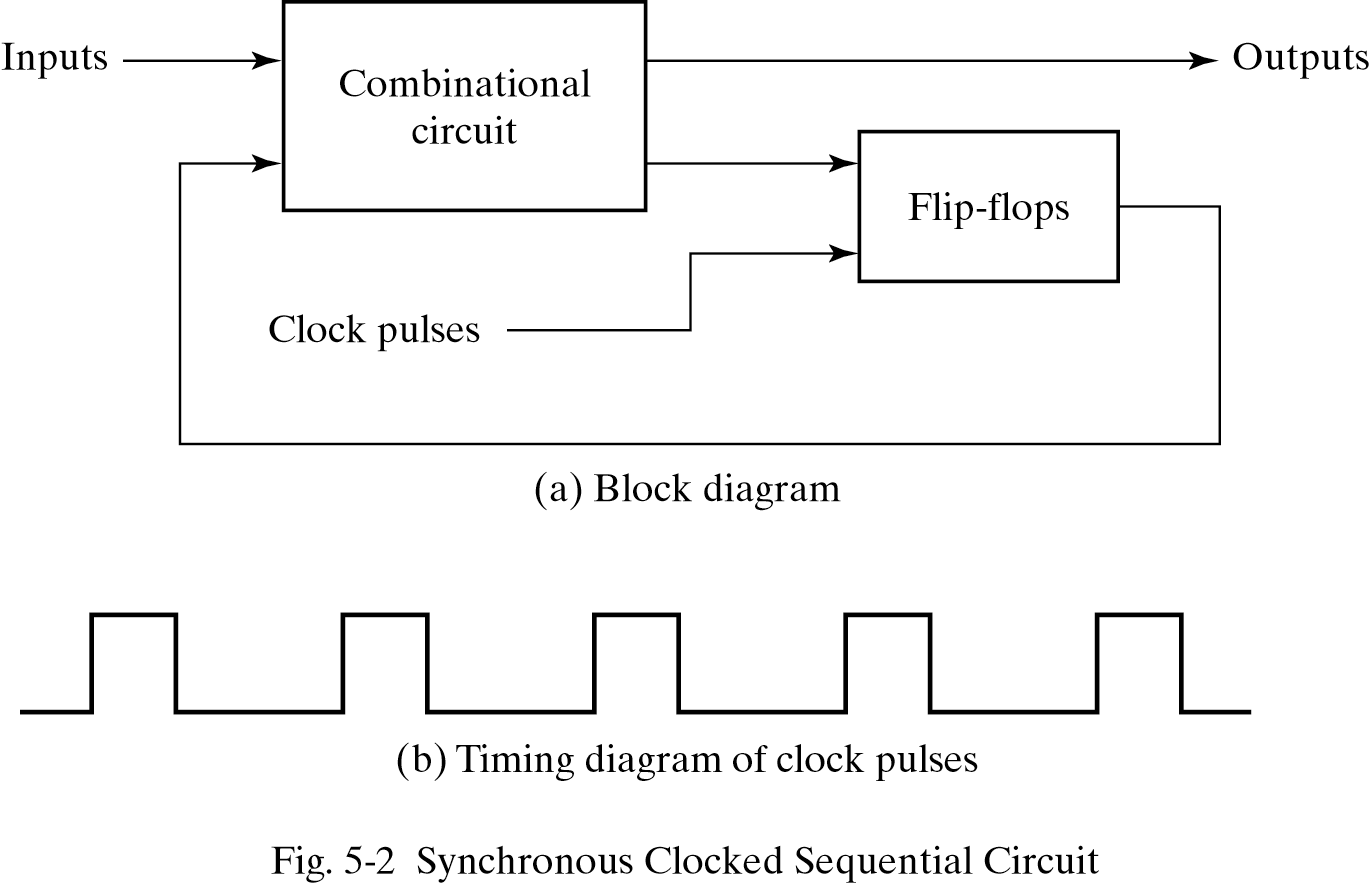 Inputs
Combinational
circuit
Outputs
Flip-flops
Clock pulses
(a) Block diagram
(b) Timing diagram of clock pulses
Fig. 5-2 Synchronous Clocked Sequential Circuit